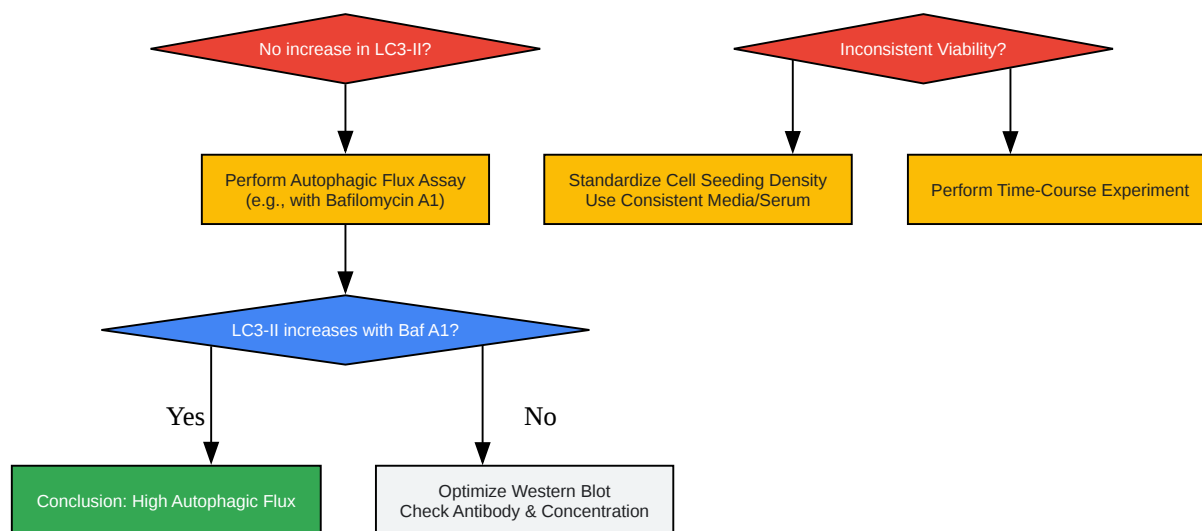 No increase in LC3-II?
Inconsistent Viability?
Perform Autophagic Flux Assay
(e.g., with Bafilomycin A1)
Standardize Cell Seeding Density
Use Consistent Media/Serum
Perform Time-Course Experiment
LC3-II increases with Baf A1?
Yes
No
Conclusion: High Autophagic Flux
Optimize Western Blot
Check Antibody & Concentration